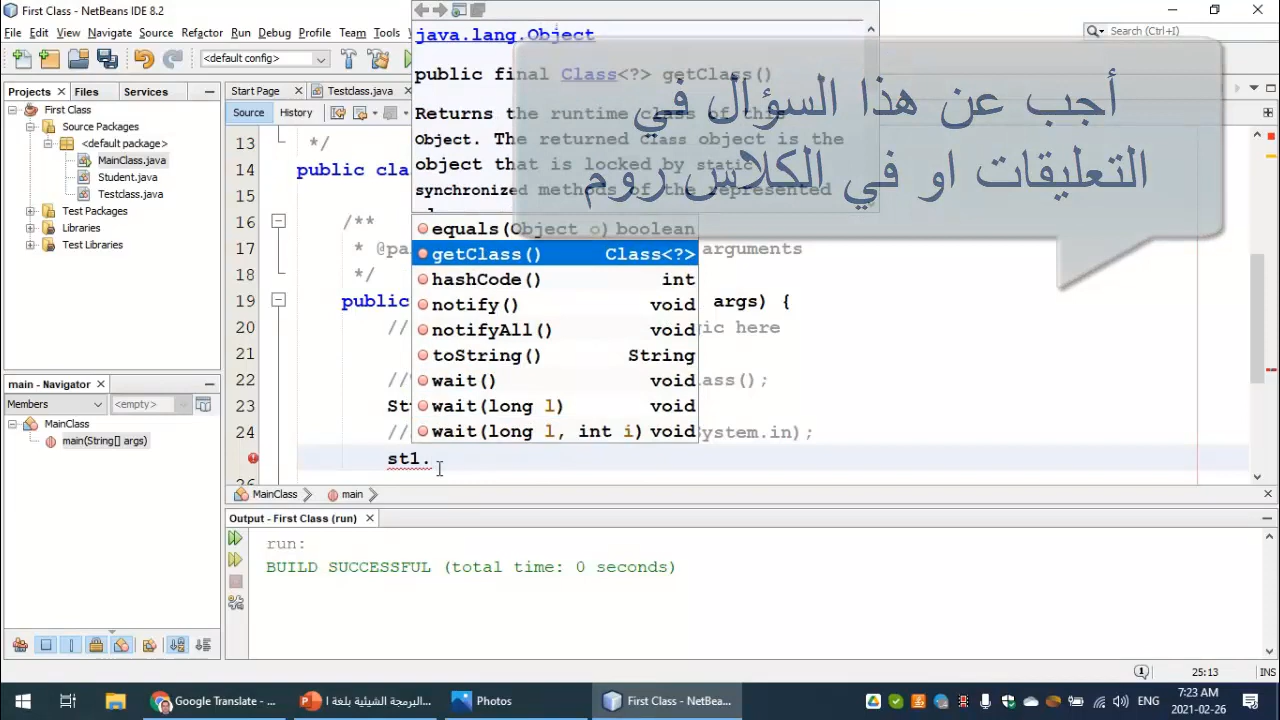 First Class - NetBeans IDE 8.2
File Edit View Navigate Source Refactor Run Debug Profile Team Tools
Search (Ctrl+I)
<default config>
Projects Files Services
First Class
Source Packages
<default package>
MainClass.java
Student.java
Testclass.java
Test Packages
Libraries
Test Libraries
main - Navigator
Members <empty>
MainClass
main(String[] args)
Start Page Testclass.java
Source History
java.lang.Object
public final Class<?> getClass()
Returns the runtime class of this
Object. The returned Class object is the
object that is locked by static
synchronized methods of the represented
أجب عن هذا السؤال في
التعليقات او في الكلاس روم
equals(Object o) boolean
getClass() Class<?>
hashCode() int
notify() void
notifyAll() void
toString() String
wait() void
wait(long l) void
wait(long l, int i) void
13 */
14 public cla
15
16 /**
17 * @pa arguments
18 */
19 public args) {
20 // gic here
21
22 // lass();
23 St
24 // System.in);
st1.
26
MainClass main
Output - First Class (run)
run:
BUILD SUCCESSFUL (total time: 0 seconds)
1 25:13 INS
Google Translate - ...
البرمجة الشيئية بلغة ا...
Photos
First Class - NetBea...
ENG
7:23 AM
2021-02-26